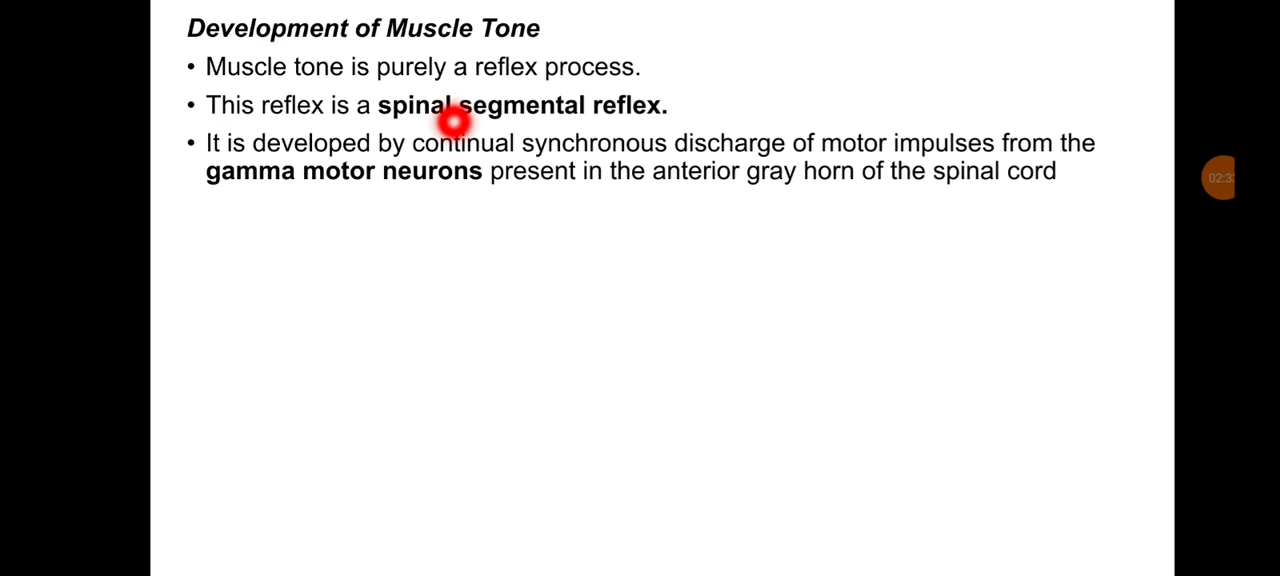 Development of Muscle Tone
• Muscle tone is purely a reflex process.
• This reflex is a spinal segmental reflex.
• It is developed by continual synchronous discharge of motor impulses from the
gamma motor neurons present in the anterior gray horn of the spinal cord